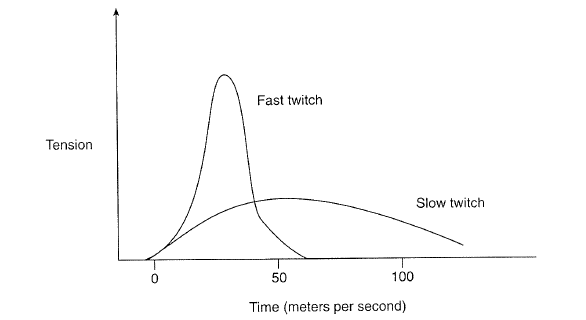 Fast twitch
Tension
Slow twitch
0 50 100
Time (meters per second)